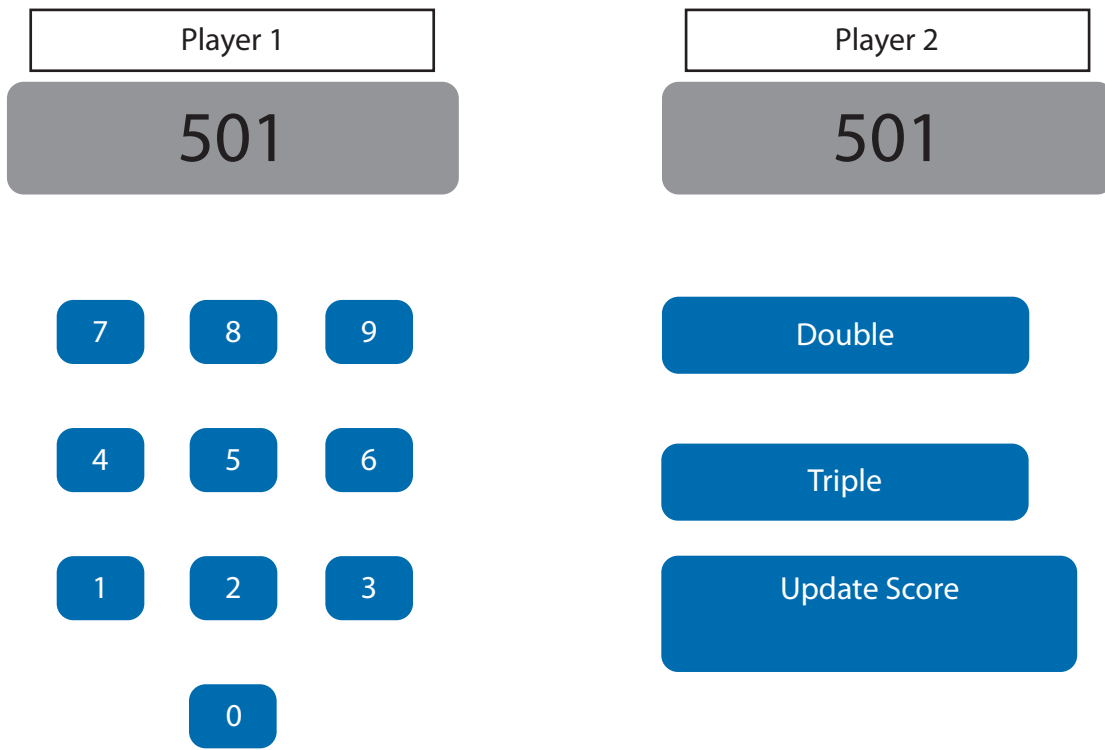 Player 1
Player 2
501
501
7 8 9
Double
4 5 6
Triple
1 2 3
Update Score
0